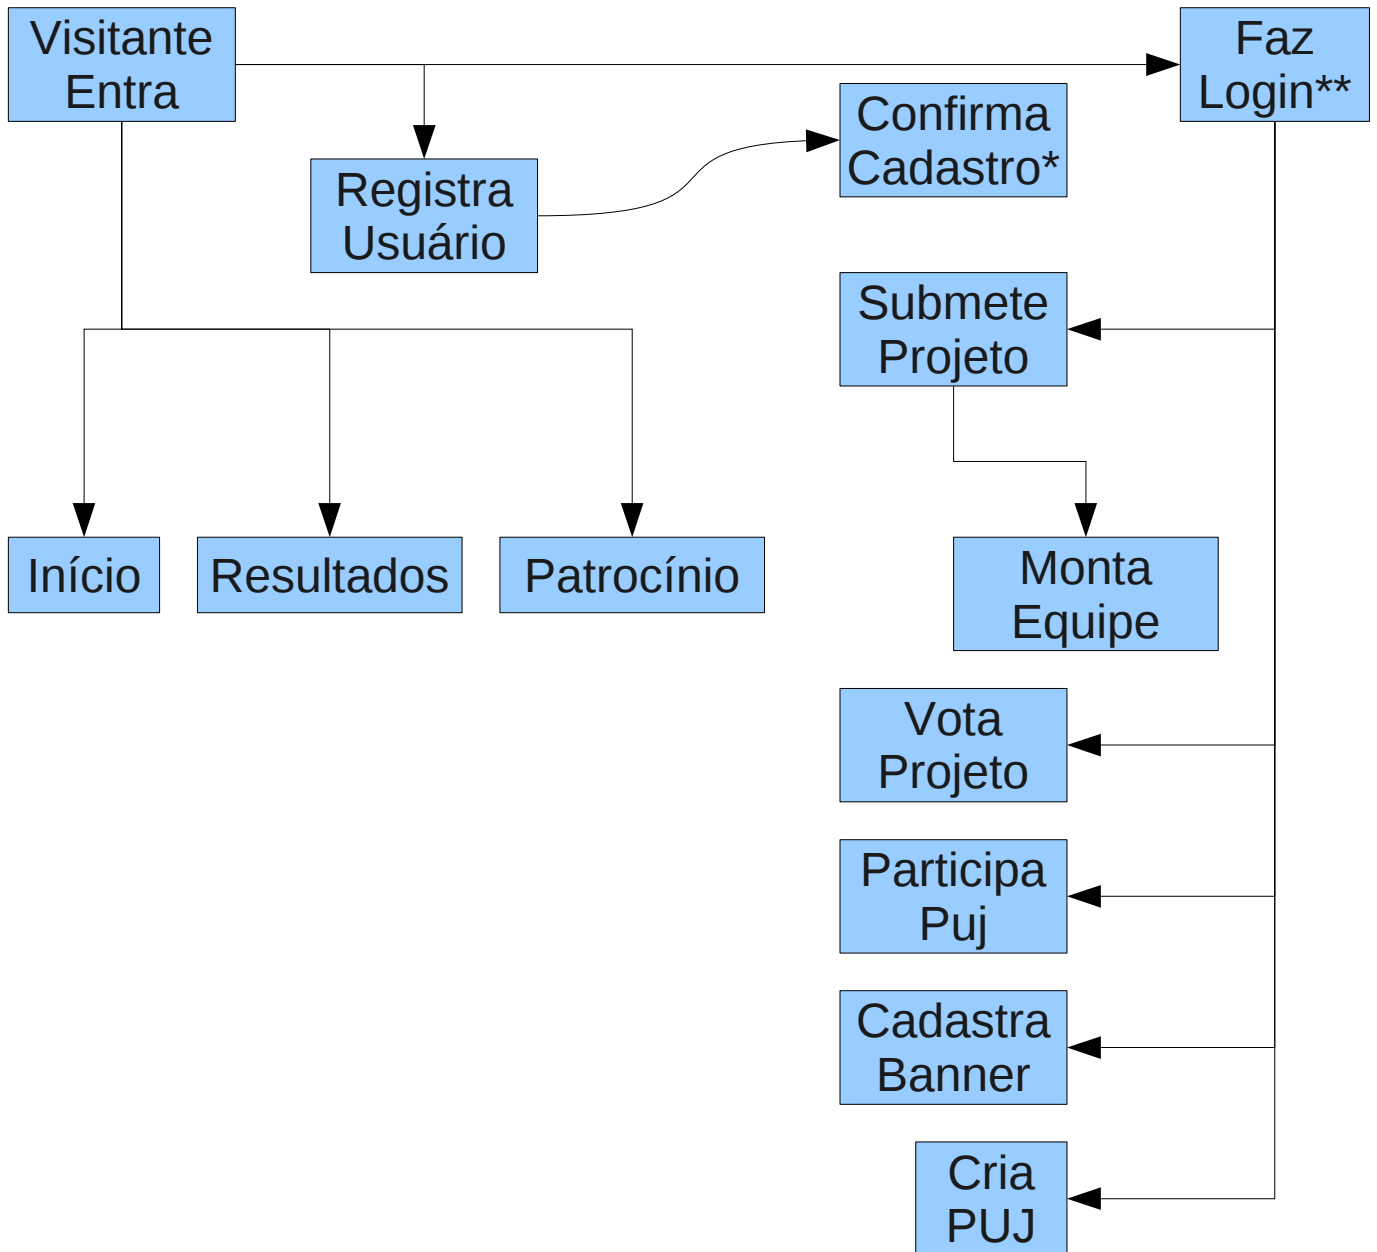 Visitante
Entra
Faz
Login**
Confirma
Cadastro*
Registra
Usuário
Submete
Projeto
Início
Resultados
Patrocínio
Monta
Equipe
Vota
Projeto
Participa
Puj
Cadastra
Banner
Cria
PUJ